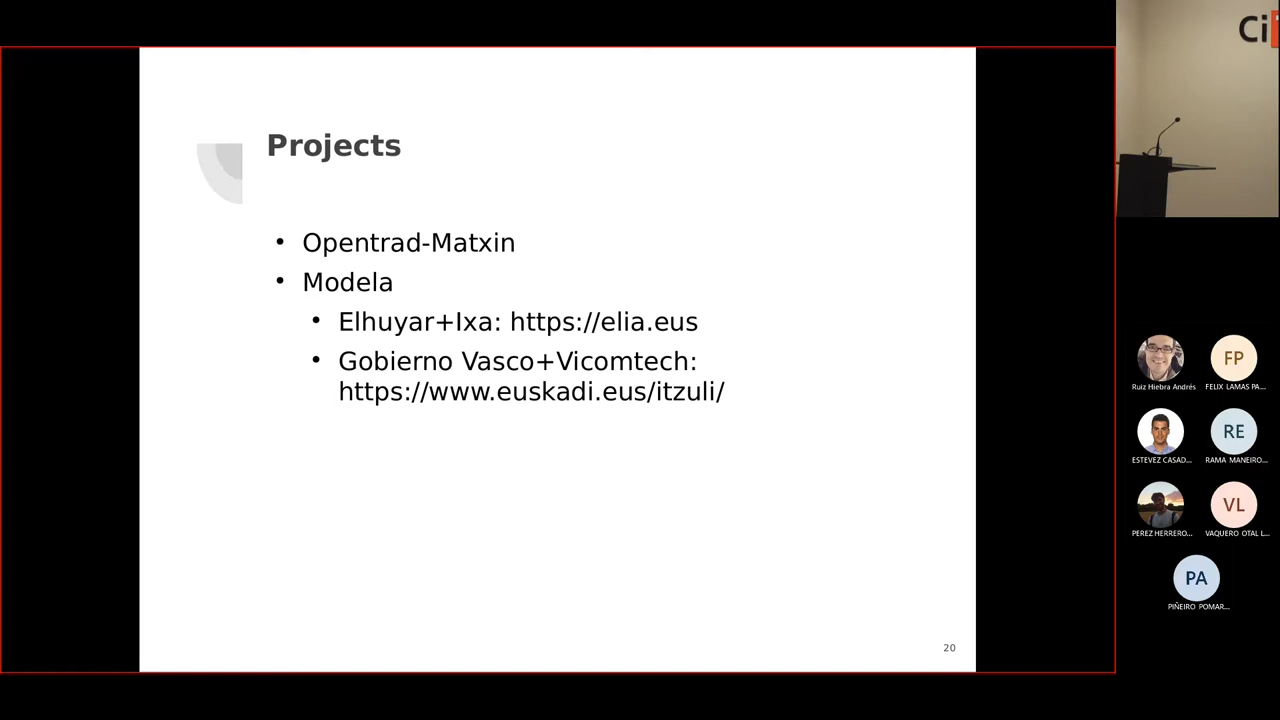 Projects
• Opentrad-Matxin
• Modela
• Elhuyar+Ixa: https://elia.eus
• Gobierno Vasco+Vicomtech:
https://www.euskadi.eus/itzuli/
20
Ci
Ruiz Hiebra Andrés
FP
FELIX LAMAS PA...
ESTEVEZ CASAD...
RE
RAMA MANEIRO...
PEREZ HERRERO...
VL
VAQUERO OTAL L...
PA
PIÑEIRO POMAR...